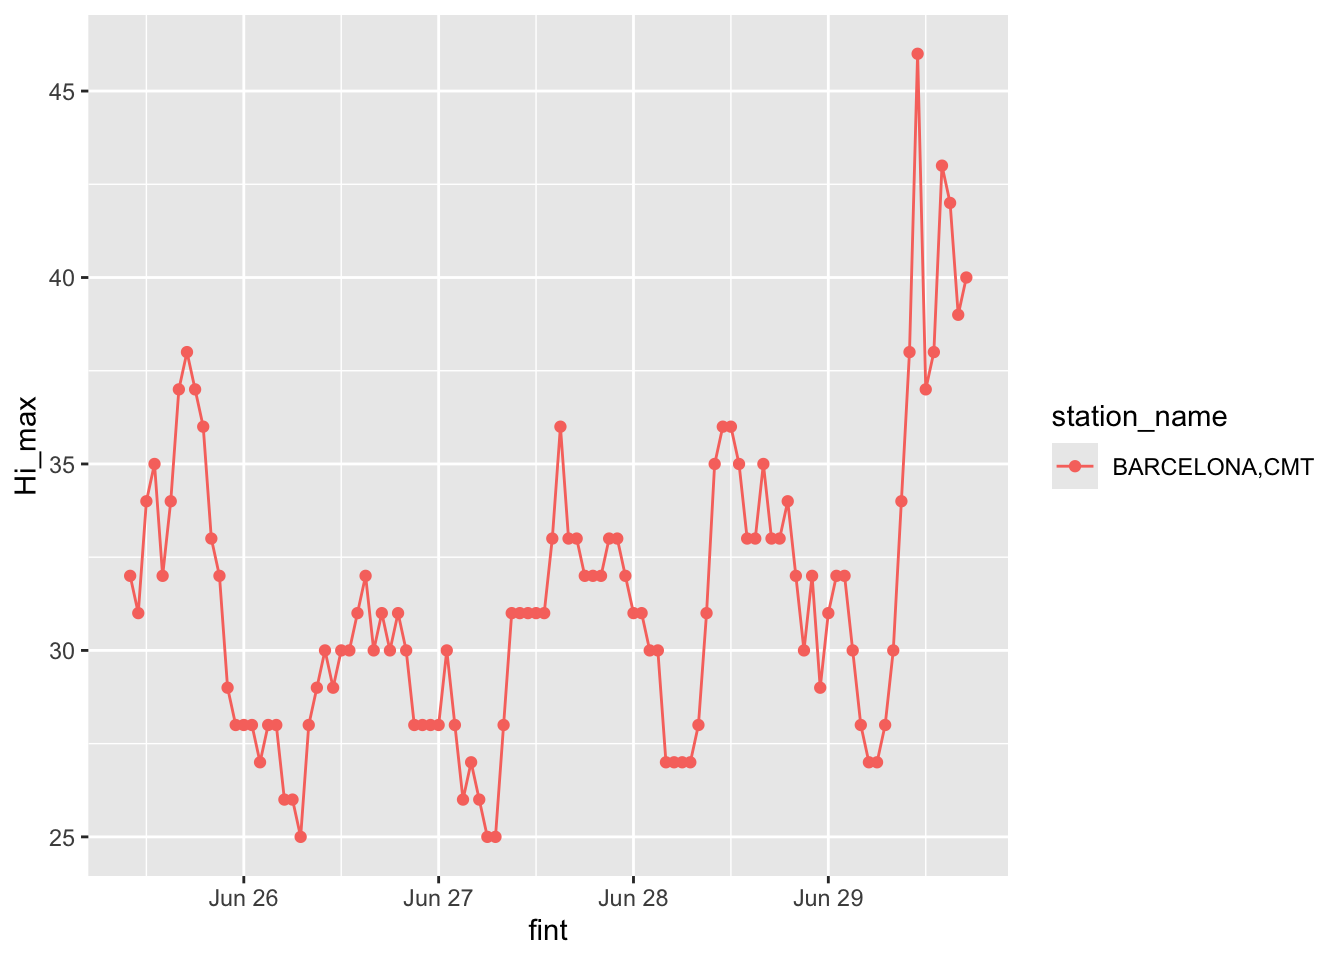 45
40
35
30
25
Hi_max
Jun 26
Jun 27
Jun 28
Jun 29
fint
station_name
BARCELONA,CMT